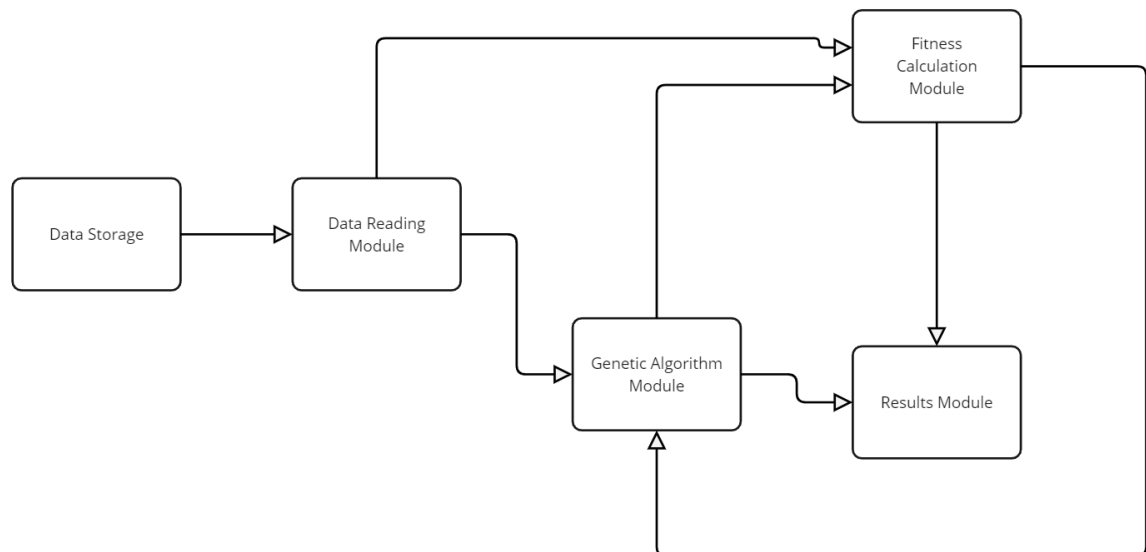 Fitness
Calculation
Module
Data Storage
Data Reading
Module
Genetic Algorithm
Module
Results Module